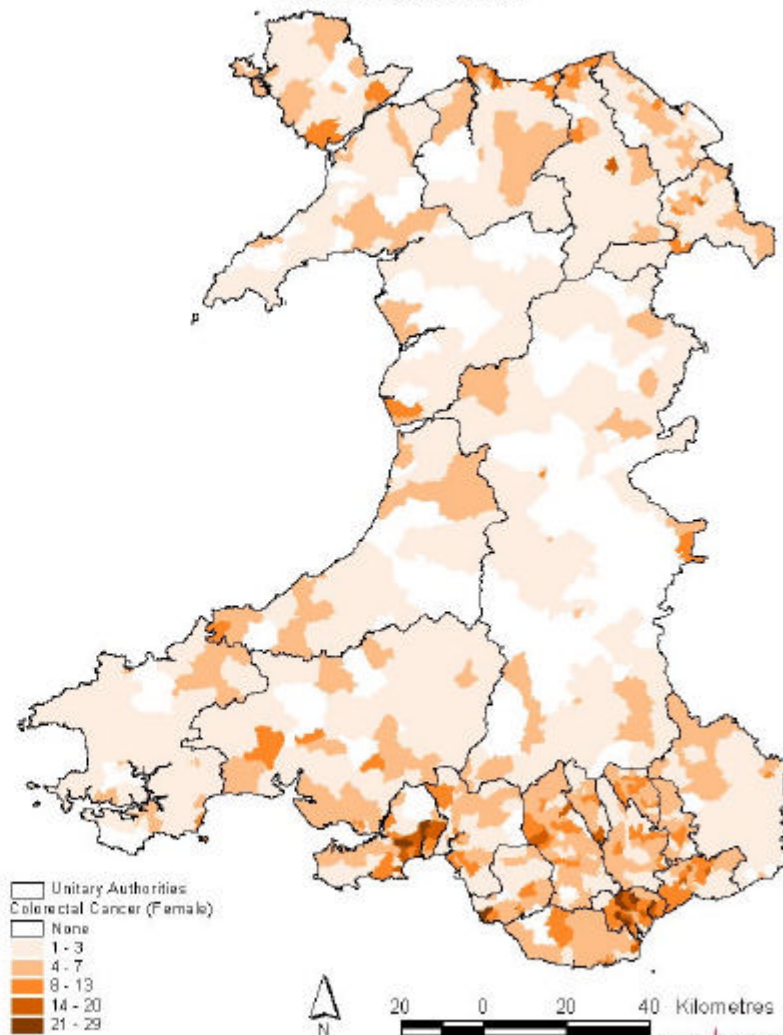 Unitary Authorities
Colorectal Cancer (Female)
None
1 - 3
4 - 7
8 - 13
14 - 20
21 - 29
N
20 0 20 40 Kilometres